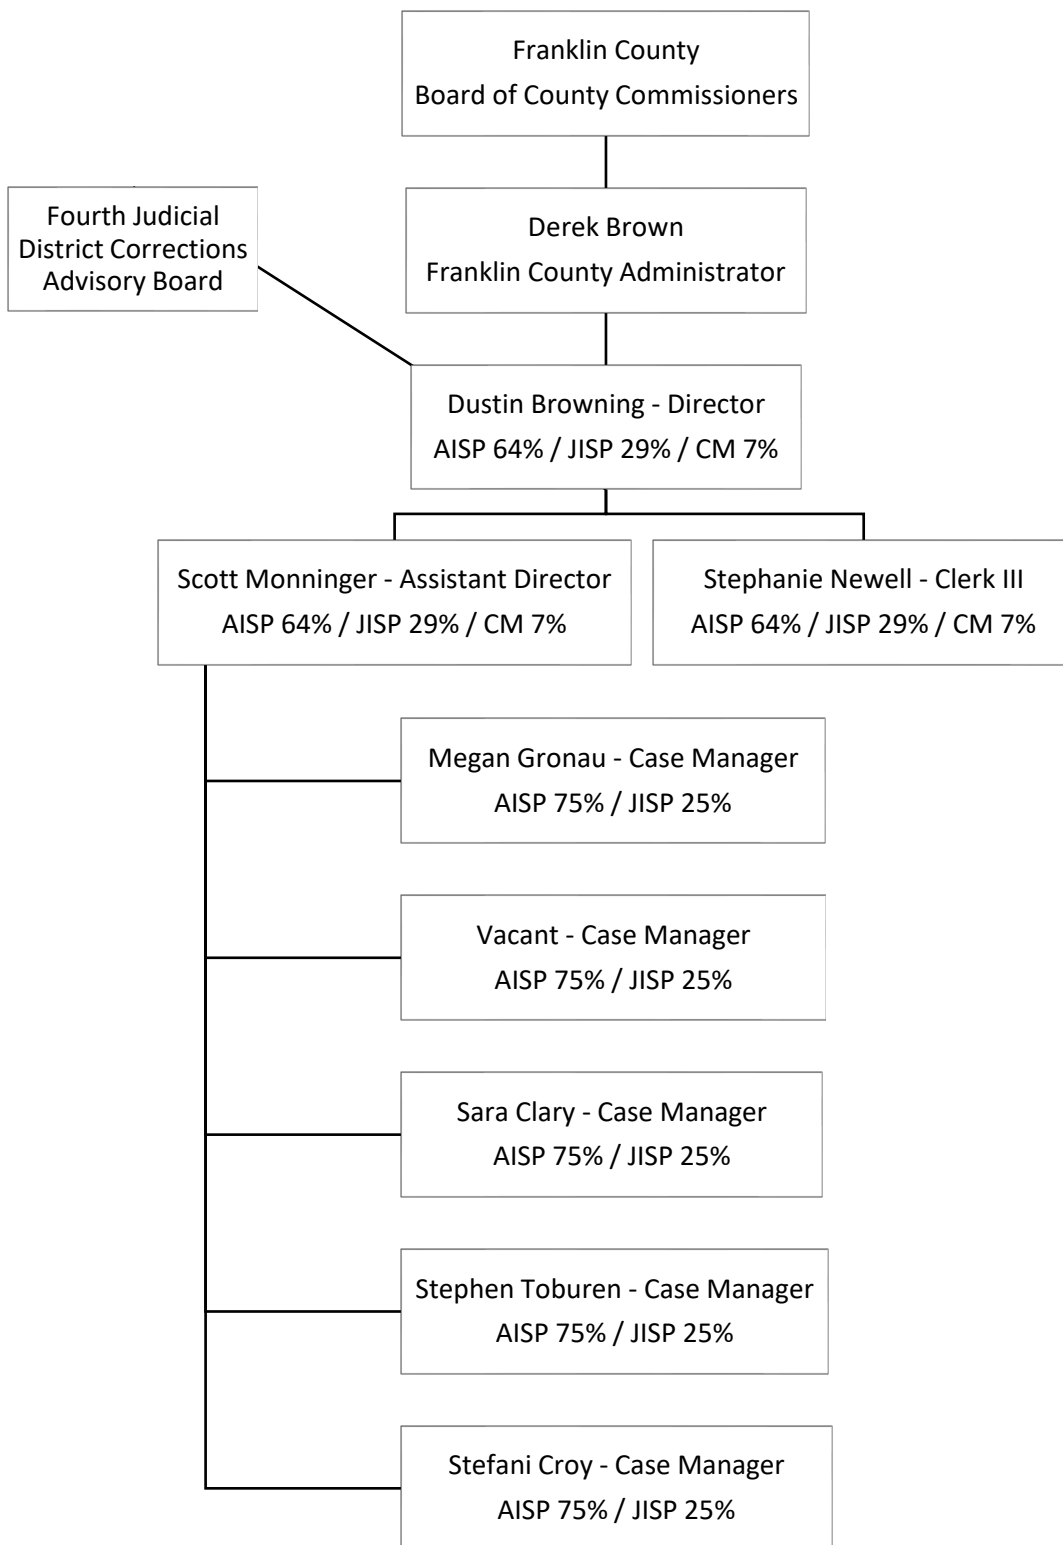 Franklin County
Board of County Commissioners
Fourth Judicial
District Corrections
Advisory Board
Derek Brown
Franklin County Administrator
Dustin Browning - Director
AISP 64% / JISP 29% / CM 7%
Scott Monninger - Assistant Director
AISP 64% / JISP 29% / CM 7%
Stephanie Newell - Clerk III
AISP 64% / JISP 29% / CM 7%
Megan Gronau - Case Manager
AISP 75% / JISP 25%
Vacant - Case Manager
AISP 75% / JISP 25%
Sara Clary - Case Manager
AISP 75% / JISP 25%
Stephen Toburen - Case Manager
AISP 75% / JISP 25%
Stefani Croy - Case Manager
AISP 75% / JISP 25%